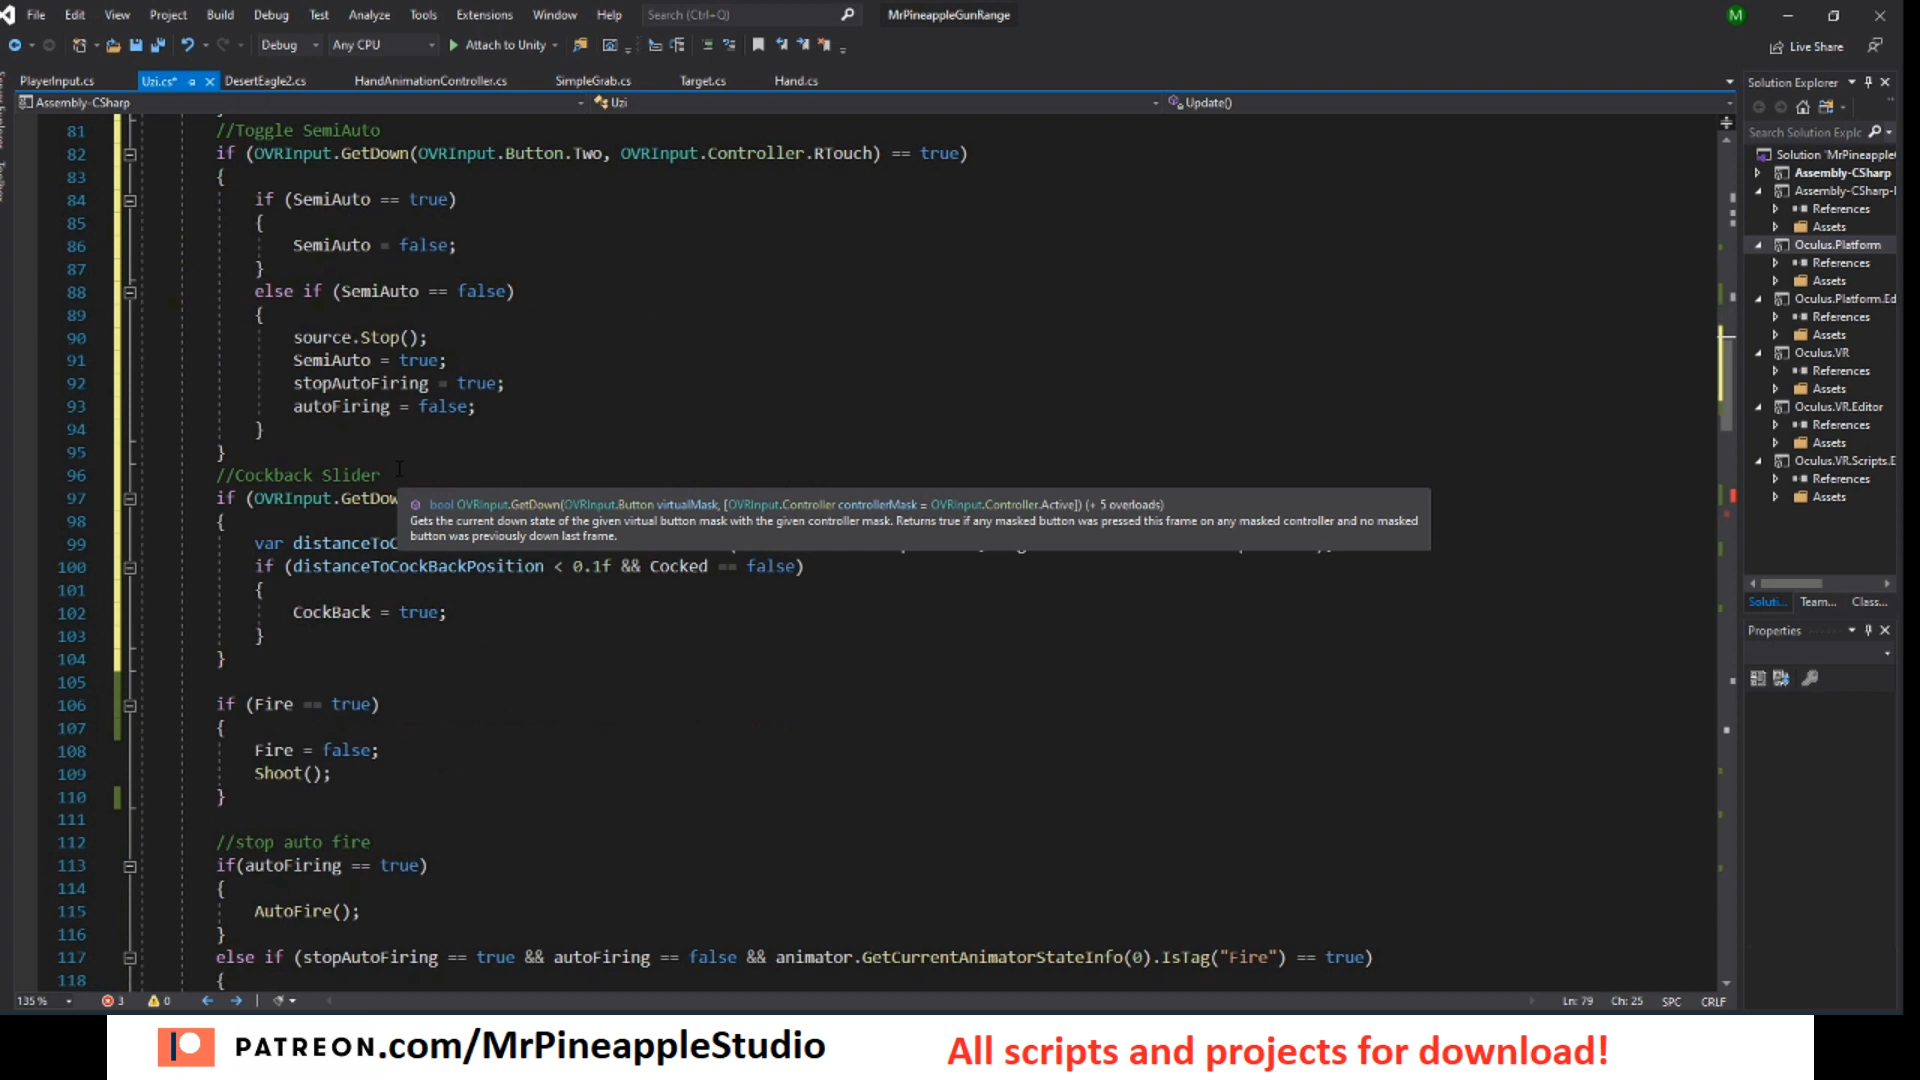 File Edit View Project Build Debug Test Analyze Tools Extensions Window Help Search (Ctrl+Q) MrPineappleGunRange M
Debug Any CPU Attach to Unity Live Share
PlayerInput.cs Uzi.cs* DesertEagle2.cs HandAnimationController.cs SimpleGrab.cs Target.cs Hand.cs
Assembly-CSharp Uzi Update()
81 //Toggle SemiAuto
82 if (OVRInput.GetDown(OVRInput.Button.Two, OVRInput.Controller.RTouch) == true)
83 {
84 if (SemiAuto == true)
85 {
86 SemiAuto = false;
87 }
88 else if (SemiAuto == false)
89 {
90 source.Stop();
91 SemiAuto = true;
92 stopAutoFiring = true;
93 autoFiring = false;
94 }
95 }
96 //Cockback Slider
97 if (OVRInput.GetDow
bool OVRInput.GetDown(OVRInput.Button virtualMask, [OVRInput.Controller controllerMask = OVRInput.Controller.Active]) (+ 5 overloads)
Gets the current down state of the given virtual button mask with the given controller mask. Returns true if any masked button was pressed this frame on any masked controller and no masked
button was previously down last frame.
98 {
99 var distanceToC
100 if (distanceToCockBackPosition < 0.1f && Cocked == false)
101 {
102 CockBack = true;
103 }
104 }
105
106 if (Fire == true)
107 {
108 Fire = false;
109 Shoot();
110 }
111
112 //stop auto fire
113 if(autoFiring == true)
114 {
115 AutoFire();
116 }
117 else if (stopAutoFiring == true && autoFiring == false && animator.GetCurrentAnimatorStateInfo(0).IsTag("Fire") == true)
118 {
135 % 3 0 Ln: 79 Ch: 25 SPC CRLF
Solution Explorer
Search Solution Explc
Solution 'MrPineapple
Assembly-CSharp
Assembly-CSharp-
References
Assets
Oculus.Platform
References
Assets
Oculus.Platform.Ed
References
Assets
Oculus.VR
References
Assets
Oculus.VR.Editor
References
Assets
Oculus.VR.Scripts.E
References
Assets
Soluti... Team... Class...
Properties
PATREON.com/MrPineappleStudio
All scripts and projects for download!